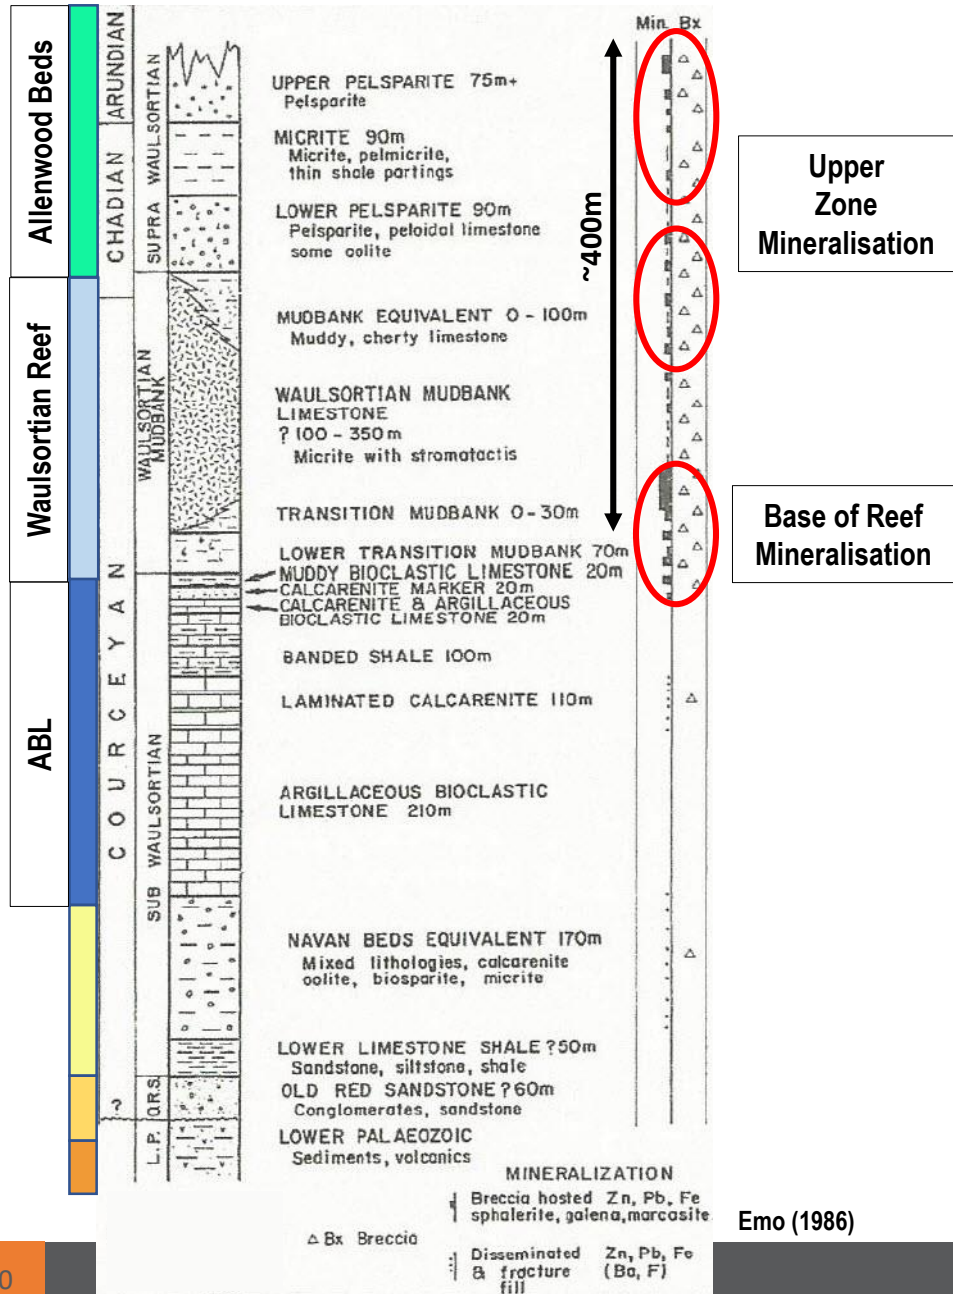 Allenwood Beds
Waulsortian Reef
ABL
ARUNDIAN
CHADIAN
COURCEYAN
?
SUPRA WAULSORTIAN
WAULSORTIAN
MUDBANK
SUB WAULSORTIAN
O.R.S.
L.P.
UPPER PELSPARITE 75m+
Pelsparite
MICRITE 90m
Micrite, pelmicrite,
thin shale partings
LOWER PELSPARITE 90m
Pelsparite, peloidal limestone
some oolite
MUDBANK EQUIVALENT 0-100m
Muddy, cherty limestone
WAULSORTIAN MUDBANK
LIMESTONE
? 100-350m
Micrite with stromatactis
TRANSITION MUDBANK 0-30m
LOWER TRANSITION MUDBANK 70m
MUDDY BIOCLASTIC LIMESTONE 20m
CALCARENITE MARKER 20m
CALCARENITE & ARGILLACEOUS
BIOCLASTIC LIMESTONE 20m
BANDED SHALE 100m
LAMINATED CALCARENITE 110m
ARGILLACEOUS BIOCLASTIC
LIMESTONE 210m
NAVAN BEDS EQUIVALENT 170m
Mixed lithologies, calcarenite
oolite, biosparite, micrite
LOWER LIMESTONE SHALE ?50m
Sandstone, siltstone, shale
OLD RED SANDSTONE ?60m
Conglomerates, sandstone
LOWER PALAEOZOIC
Sediments, volcanics
Min. Bx
~400m
Upper
Zone
Mineralisation
Base of Reef
Mineralisation
MINERALIZATION
Breccia hosted Zn, Pb, Fe
sphalerite, galena, marcasite
△ Bx Breccia
Disseminated Zn, Pb, Fe
& fracture (Ba, F)
fill
Emo (1986)
0